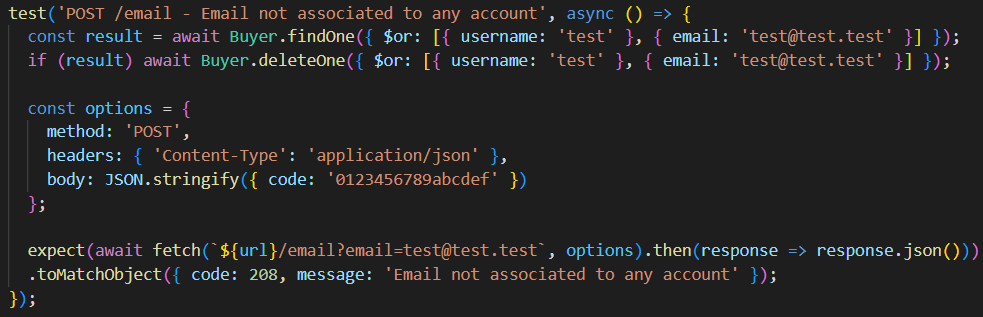 test('POST /email - Email not associated to any account', async () => {
  const result = await Buyer.findOne({ $or: [{ username: 'test' }, { email: 'test@test.test' }] });
  if (result) await Buyer.deleteOne({ $or: [{ username: 'test' }, { email: 'test@test.test' }] });

  const options = {
    method: 'POST',
    headers: { 'Content-Type': 'application/json' },
    body: JSON.stringify({ code: '0123456789abcdef' })
  };

  expect(await fetch(`${url}/email?email=test@test.test`, options).then(response => response.json()))
  .toMatchObject({ code: 208, message: 'Email not associated to any account' });
});